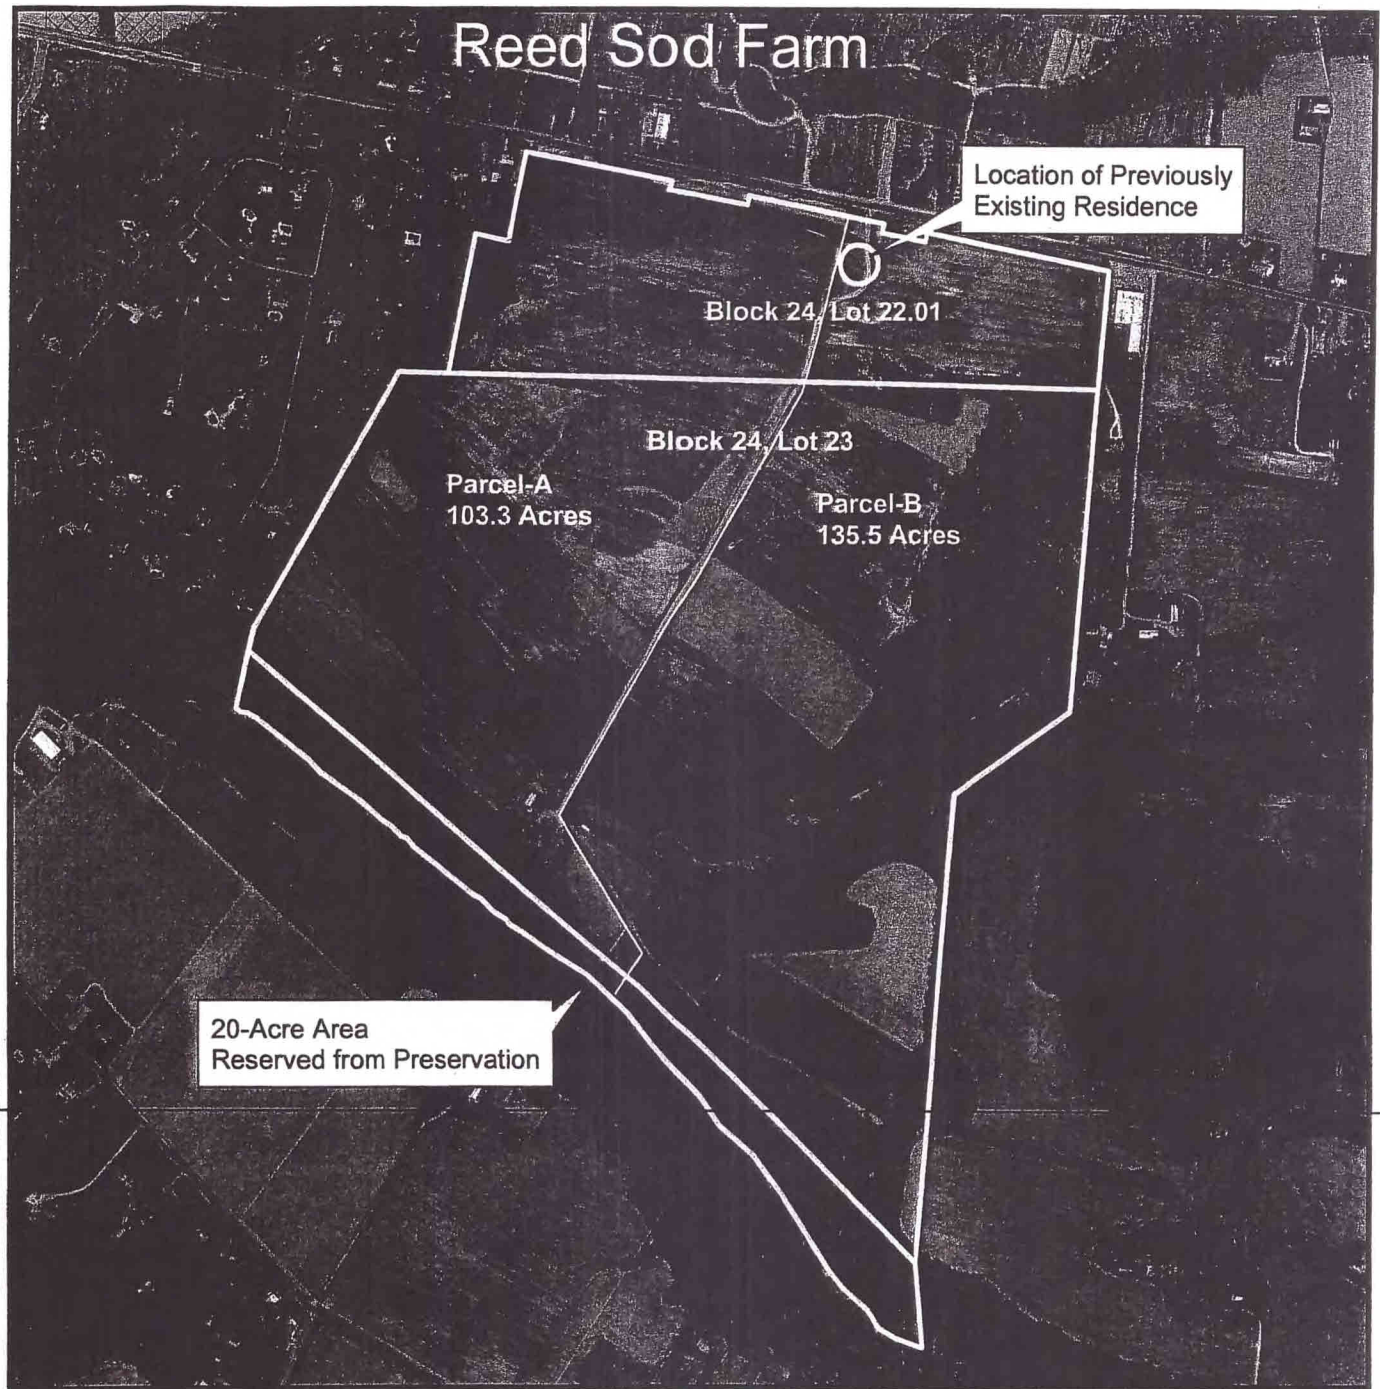 Reed Sod Farm
Location of Previously
Existing Residence
Block 24, Lot 22.01
Block 24, Lot 23
Parcel-A
103.3 Acres
Parcel-B
135.5 Acres
20-Acre Area
Reserved from Preservation